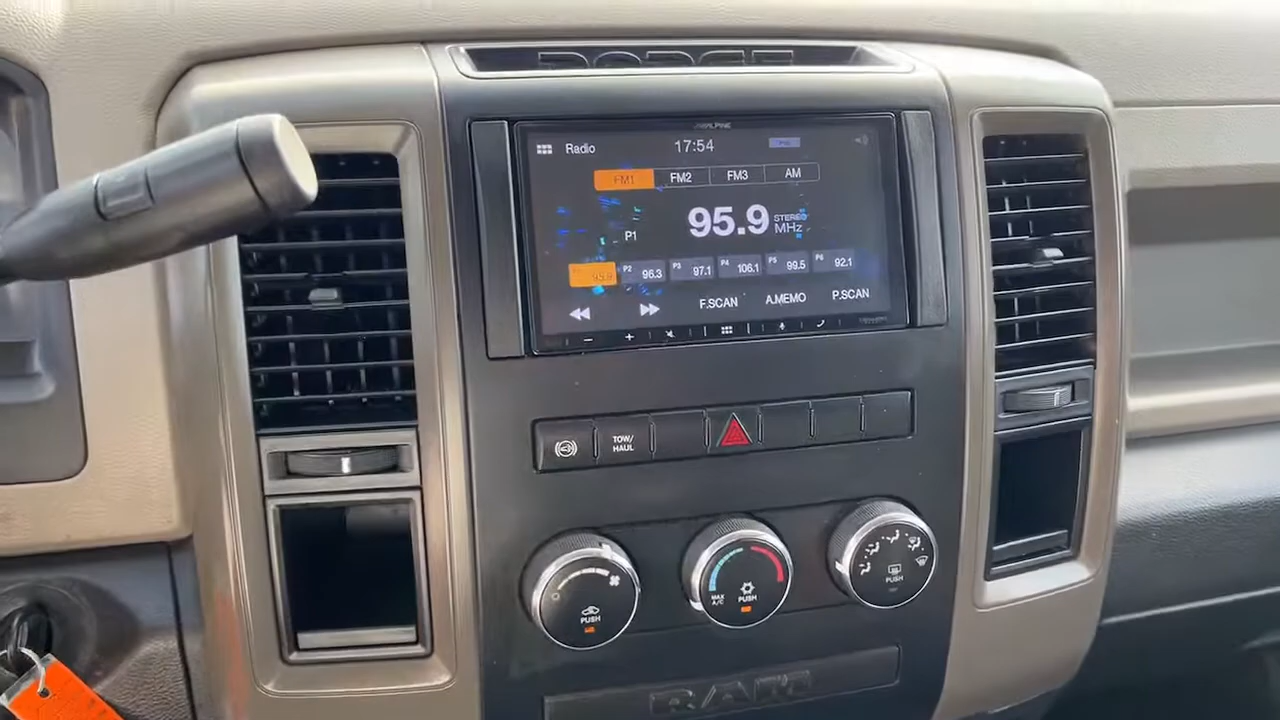 DODGE
ALPINE
Radio
17:54
FM1
FM2
FM3
AM
95.9
STEREO
MHz
P1
95.9
P2 96.3
P3 97.1
P4 106.1
P5 99.5
P6 92.1
F.SCAN
A.MEMO
P.SCAN
TOW/
HAUL
PUSH
MAX
A/C
PUSH
PUSH
RAM